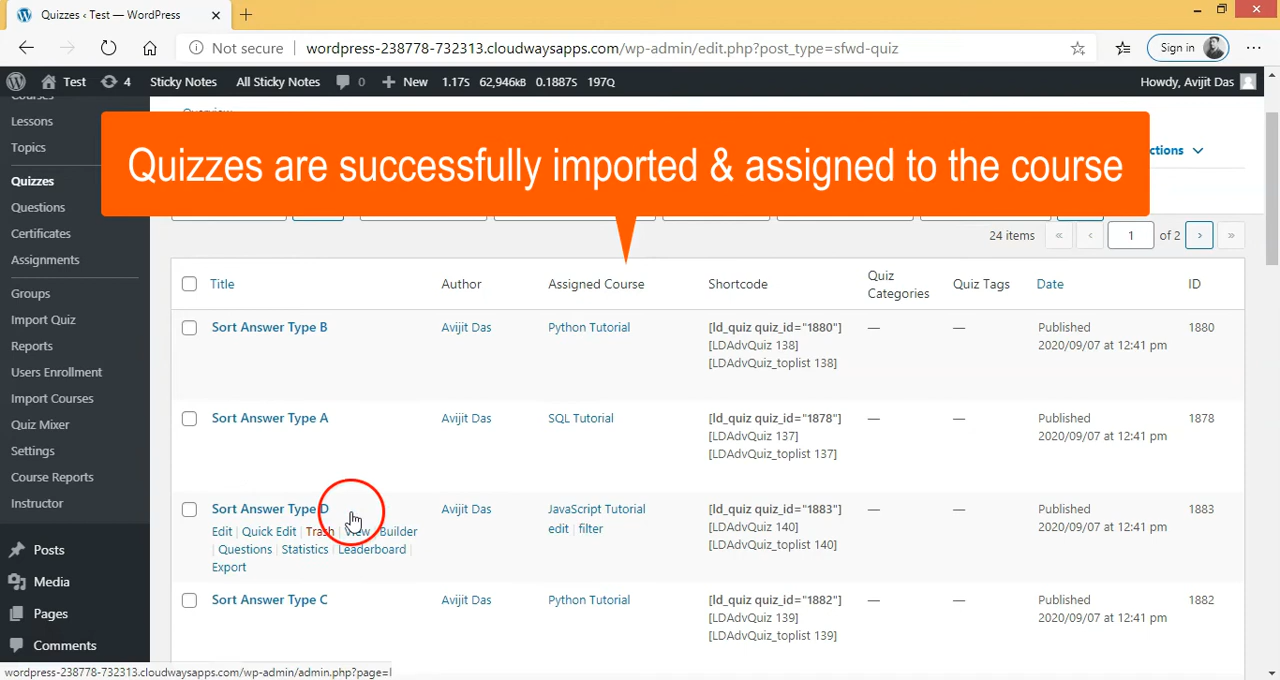 Quizzes ‹ Test — WordPress
Not secure
wordpress-238778-732313.cloudwaysapps.com/wp-admin/edit.php?post_type=sfwd-quiz
Sign in
Test
4
Sticky Notes
All Sticky Notes
0
New
1.17s
62,946kB
0.1887s
197Q
Howdy, Avijit Das
Courses
Lessons
Topics
Quizzes
Questions
Certificates
Assignments
Groups
Import Quiz
Reports
Users Enrollment
Import Courses
Quiz Mixer
Settings
Course Reports
Instructor
Posts
Media
Pages
Comments
Overview
Quizzes are successfully imported & assigned to the course
ctions
24 items
«
‹
1
of 2
›
»
Title
Author
Assigned Course
Shortcode
Quiz Categories
Quiz Tags
Date
ID
Sort Answer Type B
Avijit Das
Python Tutorial
[ld_quiz quiz_id="1880"]
[LDAdvQuiz 138]
[LDAdvQuiz_toplist 138]
—
—
Published
2020/09/07 at 12:41 pm
1880
Sort Answer Type A
Avijit Das
SQL Tutorial
[ld_quiz quiz_id="1878"]
[LDAdvQuiz 137]
[LDAdvQuiz_toplist 137]
—
—
Published
2020/09/07 at 12:41 pm
1878
Sort Answer Type D
Edit | Quick Edit | Trash | View | Builder
| Questions | Statistics | Leaderboard |
Export
Avijit Das
JavaScript Tutorial
edit | filter
[ld_quiz quiz_id="1883"]
[LDAdvQuiz 140]
[LDAdvQuiz_toplist 140]
—
—
Published
2020/09/07 at 12:41 pm
1883
Sort Answer Type C
Avijit Das
Python Tutorial
[ld_quiz quiz_id="1882"]
[LDAdvQuiz 139]
[LDAdvQuiz_toplist 139]
—
—
Published
2020/09/07 at 12:41 pm
1882
wordpress-238778-732313.cloudwaysapps.com/wp-admin/admin.php?page=l